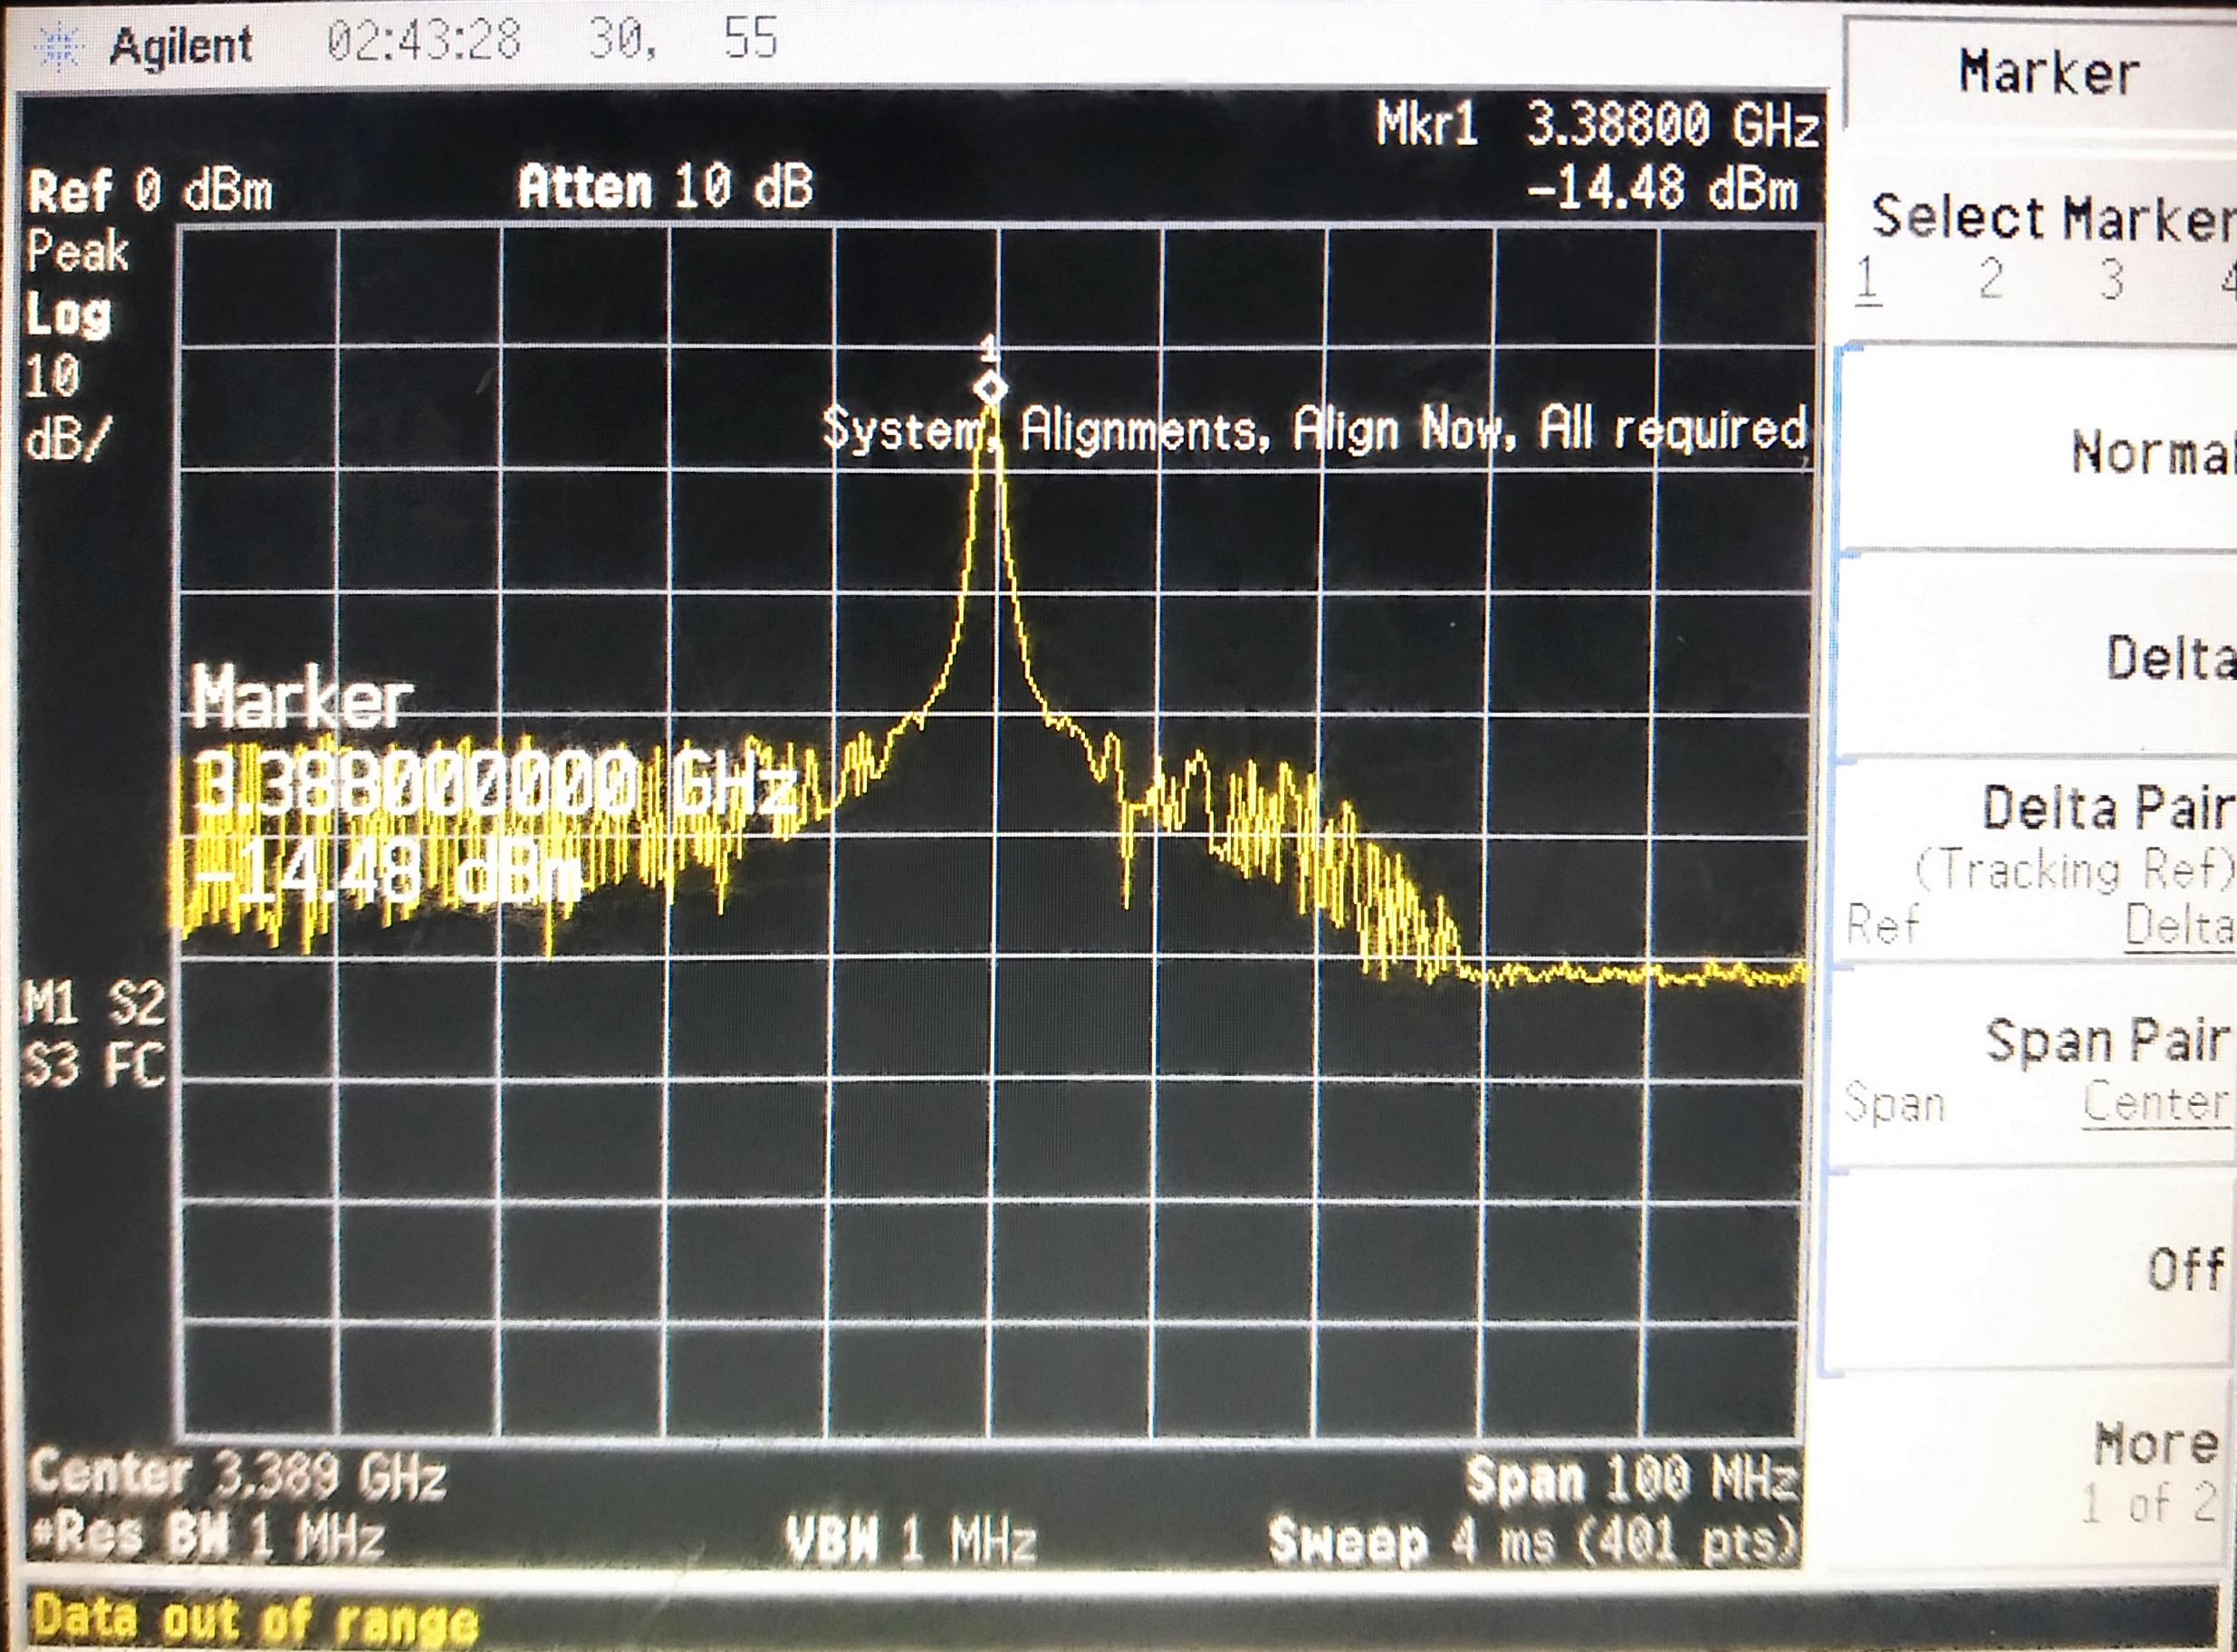 Agilent 02:43:28 30, 55
Marker
Mkr1 3.38800 GHz
Ref 0 dBm Atten 10 dB -14.48 dBm
Peak
Log
10
dB/
1
System, Alignments, Align Now, All required
Marker
3.388000000 GHz
-14.48 dBm
M1 S2
S3 FC
Center 3.389 GHz Span 100 MHz
#Res BW 1 MHz VBW 1 MHz Sweep 4 ms (401 pts)
Data out of range
Select Marker
1 2 3 4
Norma
Delta
Delta Pair
(Tracking Ref)
Ref Delta
Span Pair
Span Center
Off
More
1 of 2